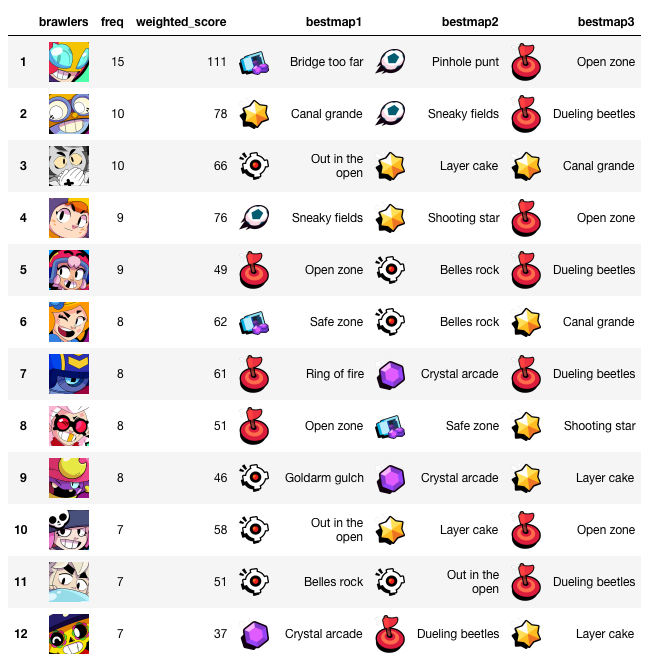 brawlers freq weighted_score bestmap1 bestmap2 bestmap3
1 15 111 Bridge too far Pinhole punt Open zone
2 10 78 Canal grande Sneaky fields Dueling beetles
3 10 66 Out in the open Layer cake Canal grande
4 9 76 Sneaky fields Shooting star Open zone
5 9 49 Open zone Belles rock Dueling beetles
6 8 62 Safe zone Belles rock Canal grande
7 8 61 Ring of fire Crystal arcade Dueling beetles
8 8 51 Open zone Safe zone Shooting star
9 8 46 Goldarm gulch Crystal arcade Layer cake
10 7 58 Out in the open Layer cake Open zone
11 7 51 Belles rock Out in the open Dueling beetles
12 7 37 Crystal arcade Dueling beetles Layer cake